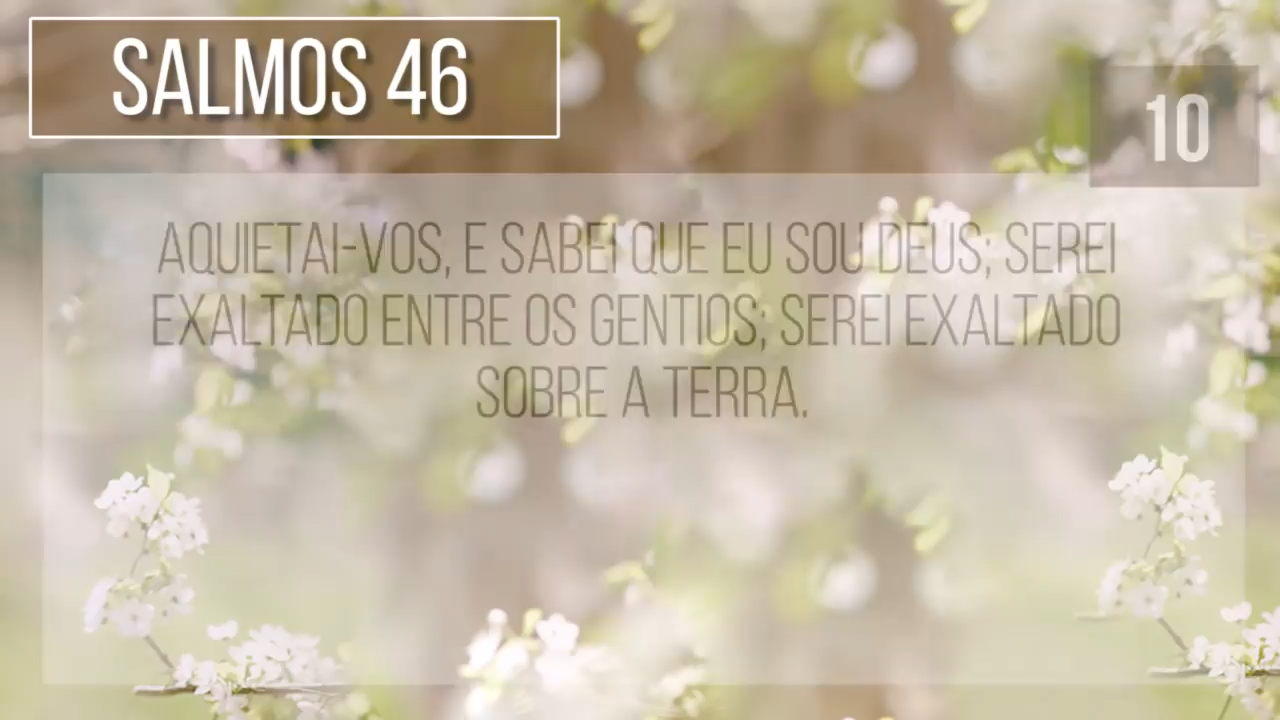 SALMOS 46
10
AQUIETAI-VOS, E SABEI QUE EU SOU DEUS; SEREI
EXALTADO ENTRE OS GENTIOS; SEREI EXALTADO
SOBRE A TERRA.